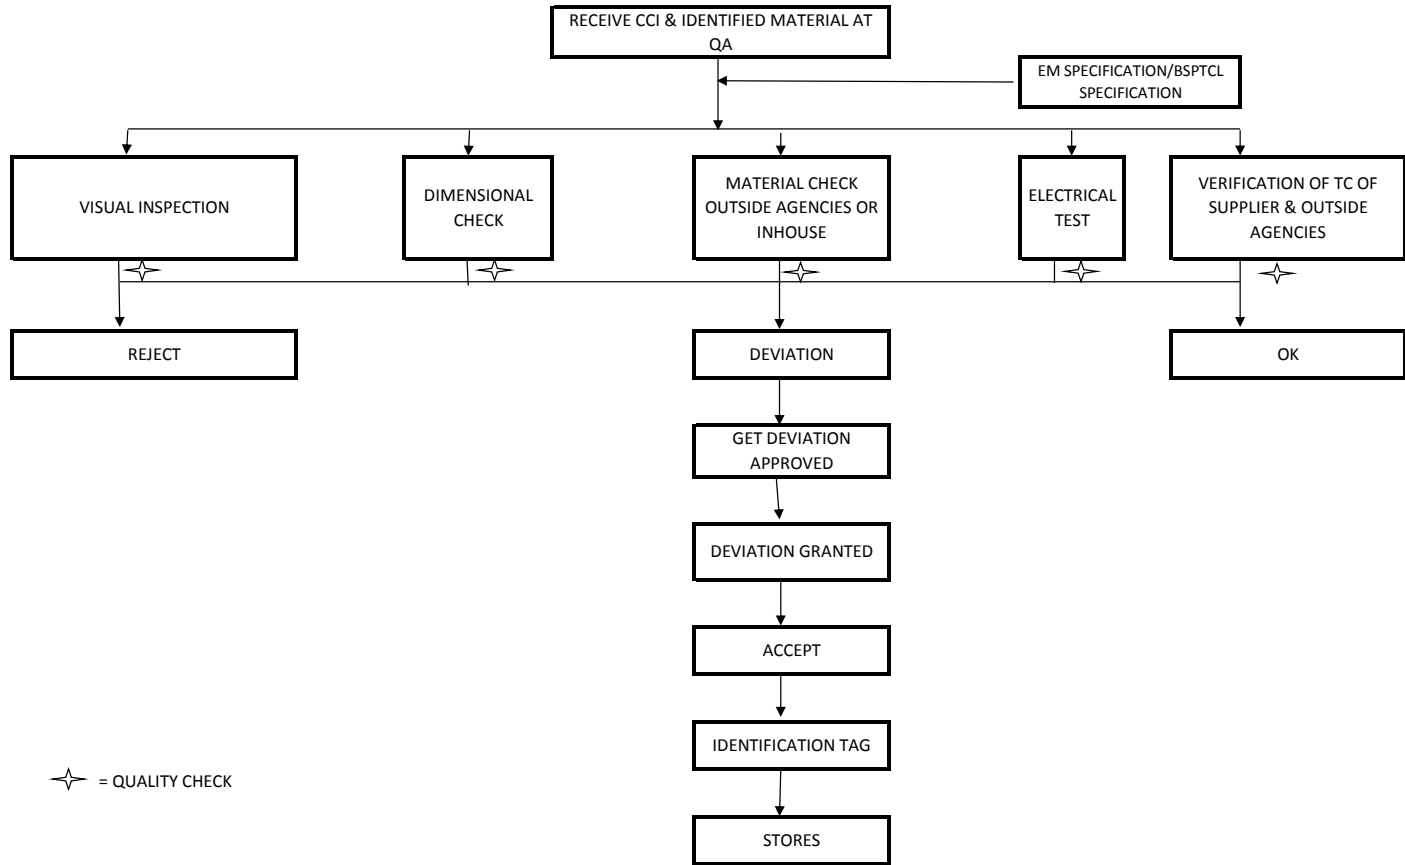 RECEIVE CCI & IDENTIFIED MATERIAL AT
QA
EM SPECIFICATION/BSPTCL
SPECIFICATION
VISUAL INSPECTION
DIMENSIONAL
CHECK
MATERIAL CHECK
OUTSIDE AGENCIES OR
INHOUSE
ELECTRICAL
TEST
VERIFICATION OF TC OF
SUPPLIER & OUTSIDE
AGENCIES
REJECT
DEVIATION
OK
GET DEVIATION
APPROVED
DEVIATION GRANTED
ACCEPT
IDENTIFICATION TAG
= QUALITY CHECK
STORES